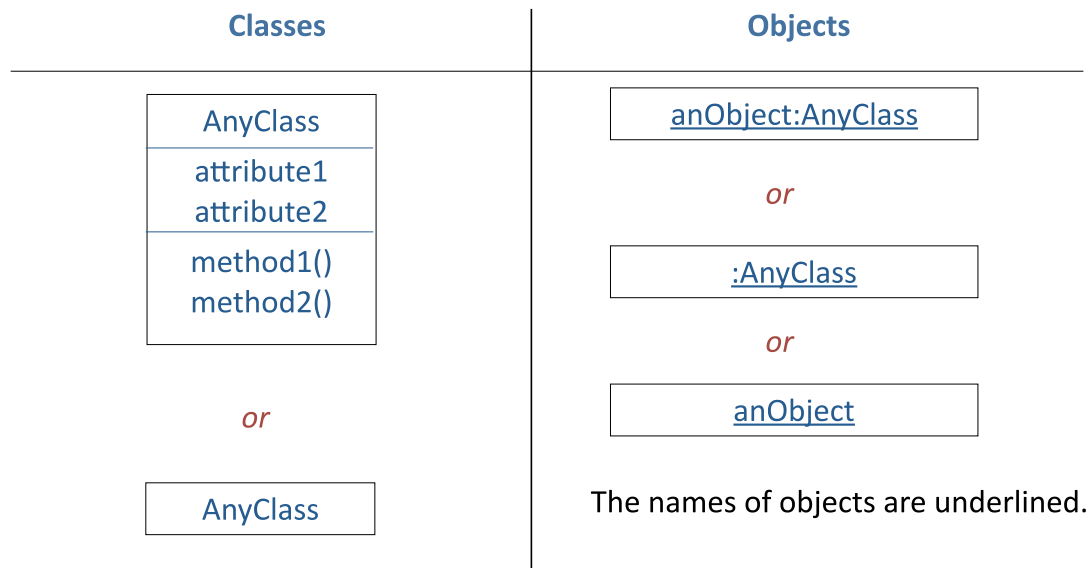 Classes
AnyClass
attribute1
attribute2
method1()
method2()
or
AnyClass
Objects
anObject:AnyClass
or
:AnyClass
or
anObject
The names of objects are underlined.